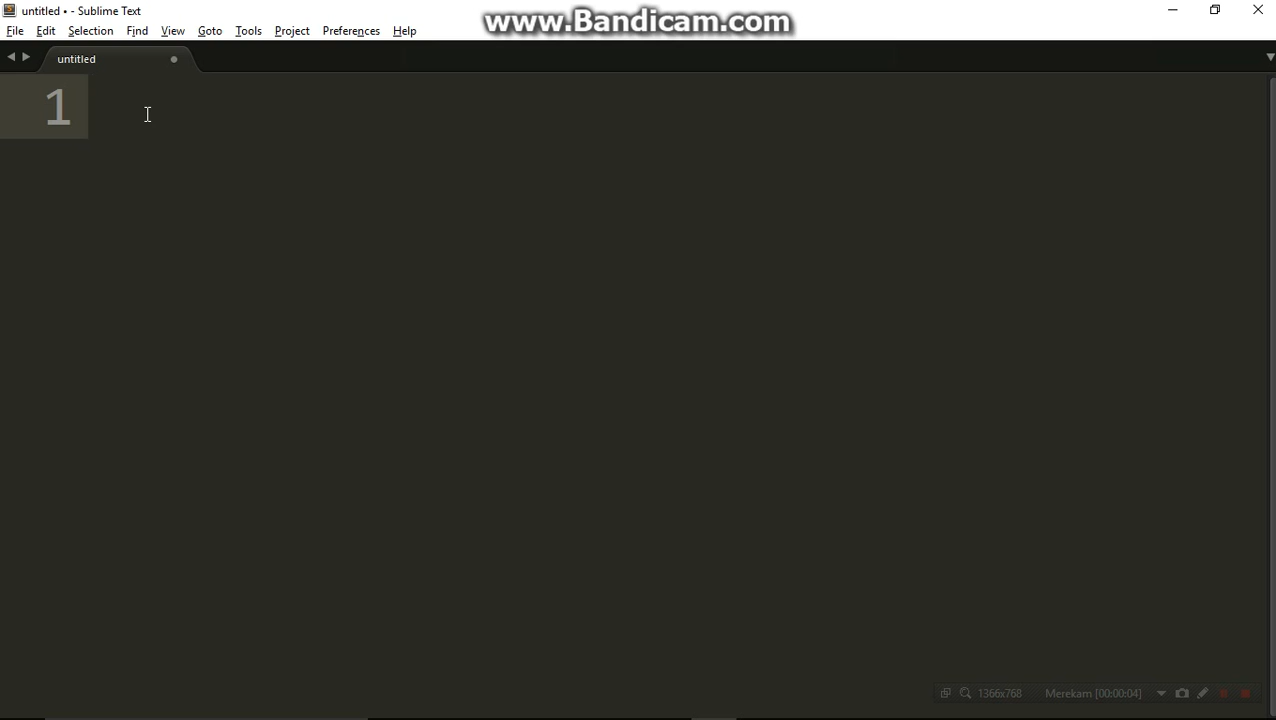 untitled • - Sublime Text
www.Bandicam.com
File Edit Selection Find View Goto Tools Project Preferences Help
untitled
1
1366x768 Merekam [00:00:04]